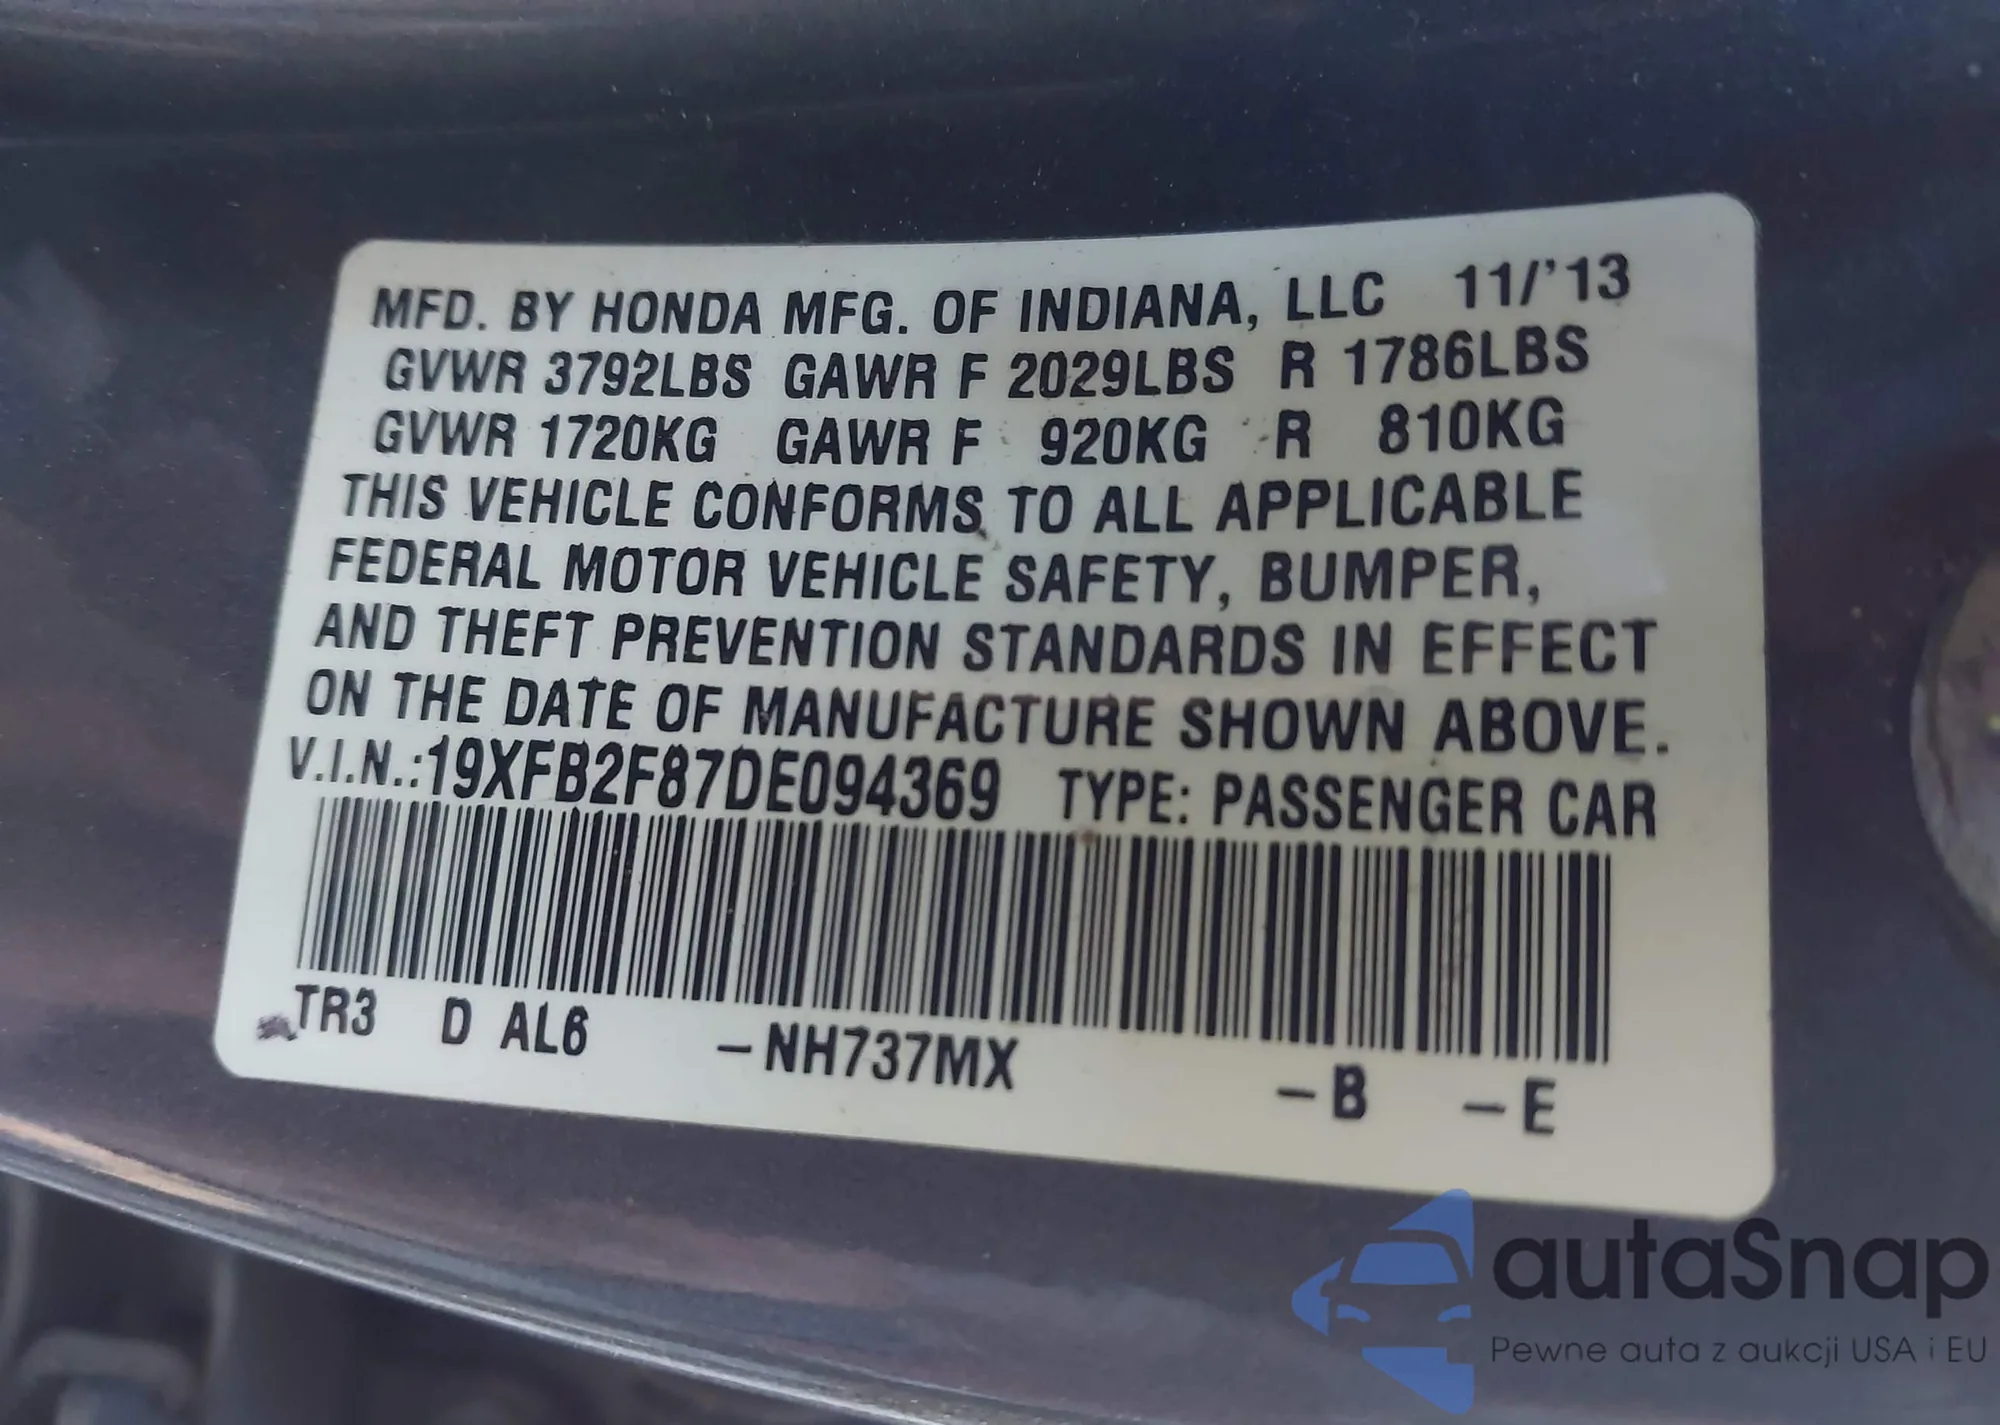 MFD. BY HONDA MFG. OF INDIANA, LLC 11/'13
GVWR 3792LBS GAWR F 2029LBS R 1786LBS
GVWR 1720KG GAWR F 920KG R 810KG
THIS VEHICLE CONFORMS TO ALL APPLICABLE
FEDERAL MOTOR VEHICLE SAFETY, BUMPER,
AND THEFT PREVENTION STANDARDS IN EFFECT
ON THE DATE OF MANUFACTURE SHOWN ABOVE.
V.I.N.:19XFB2F87DE094369 TYPE: PASSENGER CAR
TR3 D AL6 -NH737MX -B -E
autaSnap
Pewne auta z aukcji USA i EU